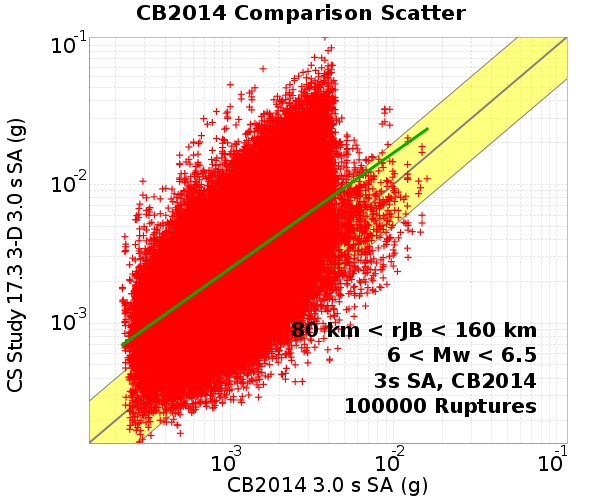 CB2014 Comparison Scatter
CS Study 17.3 3-D 3.0 s SA (g)
10-1
10-2
10-3
80 km < rJB < 160 km
6 < Mw < 6.5
3s SA, CB2014
100000 Ruptures
10-3 10-2 10-1
CB2014 3.0 s SA (g)